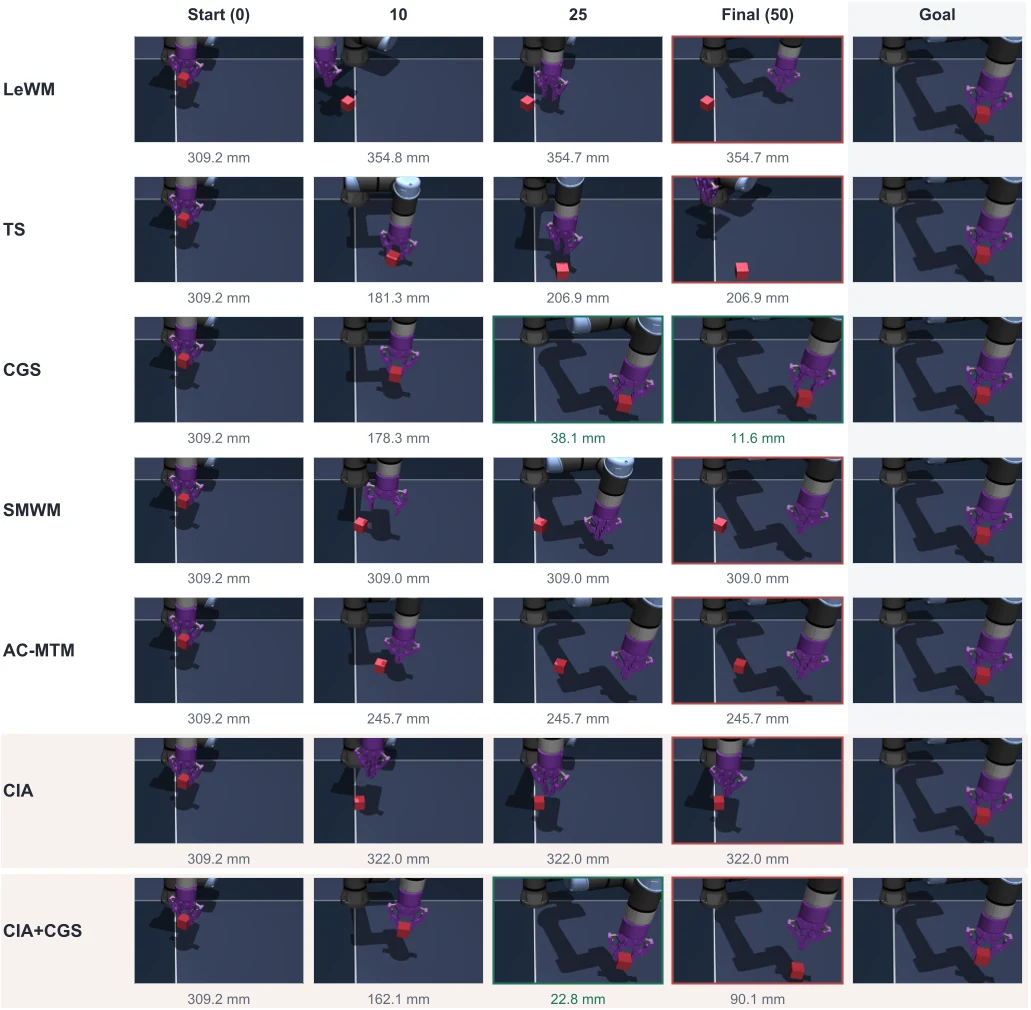 Start (0) 10 25 Final (50) Goal
LeWM
309.2 mm 354.8 mm 354.7 mm 354.7 mm
TS
309.2 mm 181.3 mm 206.9 mm 206.9 mm
CGS
309.2 mm 178.3 mm 38.1 mm 11.6 mm
SMWM
309.2 mm 309.0 mm 309.0 mm 309.0 mm
AC-MTM
309.2 mm 245.7 mm 245.7 mm 245.7 mm
CIA
309.2 mm 322.0 mm 322.0 mm 322.0 mm
CIA+CGS
309.2 mm 162.1 mm 22.8 mm 90.1 mm